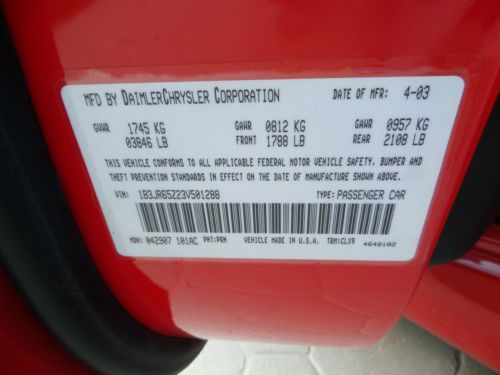 MFD BY DAIMLERCHRYSLER CORPORATION DATE OF MFR: 4-03
GVWR 1745 KG GAWR 0812 KG GAWR 0957 KG
03846 LB FRONT 1788 LB REAR 2108 LB
THIS VEHICLE CONFORMS TO ALL APPLICABLE FEDERAL MOTOR VEHICLE SAFETY, BUMPER AND
THEFT PREVENTION STANDARDS IN EFFECT ON THE DATE OF MANUFACTURE SHOWN ABOVE.
VIN: 1B3JR65Z23V501288 TYPE: PASSENGER CAR
MDH: 042907 101AC PNT: PRM VEHICLE MADE IN U.S.A. TRM: CLX9 4640102